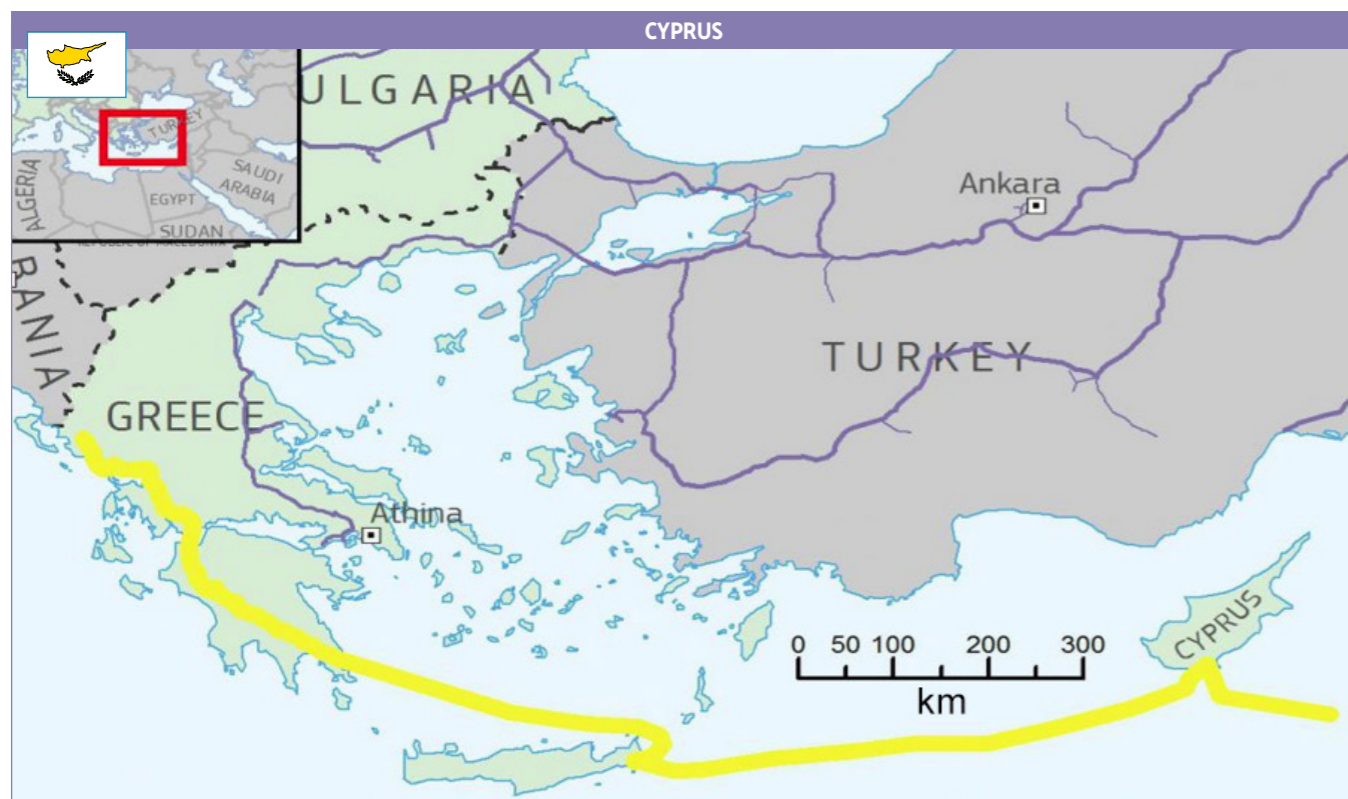 CYPRUS
ULGARIA
TURKEY
ALGERIA
SAUDI
ARABIA
EGYPT
SUDAN
RANIA
Ankara
TURKEY
GREECE
Athina
CYPRUS
0 50 100 200 300
km